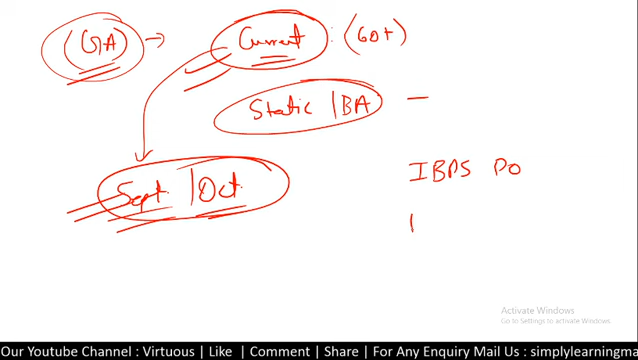 (GA) → Current : (60+)
Static | BA —
Sept | Oct
IBPS PO
Activate Windows
Go to Settings to activate Windows.
Our Youtube Channel : Virtuous | Like | Comment | Share | For Any Enquiry Mail Us : simplylearningma